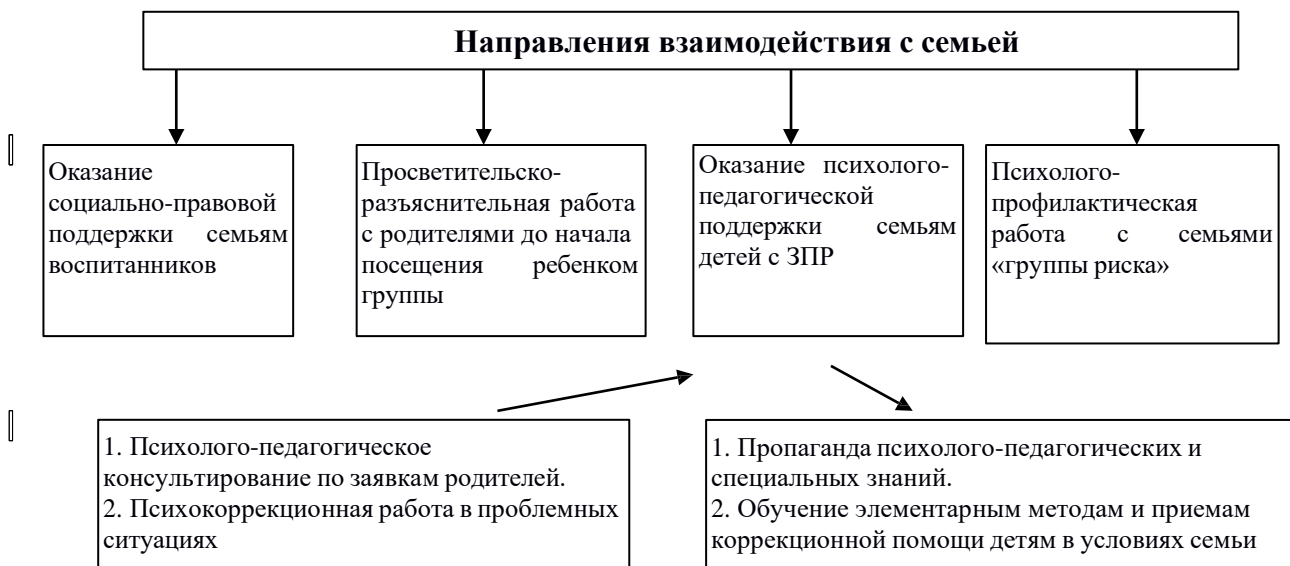 Направления взаимодействия с семьей
Оказание
социально-правовой
поддержки семьям
воспитанников
Просветительско-
разъяснительная работа
с родителями до начала
посещения ребенком
группы
Оказание психолого-
педагогической
поддержки семьям
детей с ЗПР
Психолого-
профилактическая
работа с семьями
«группы риска»
1. Психолого-педагогическое
консультирование по заявкам родителей.
2. Психокоррекционная работа в проблемных
ситуациях
1. Пропаганда психолого-педагогических и
специальных знаний.
2. Обучение элементарным методам и приемам
коррекционной помощи детям в условиях семьи